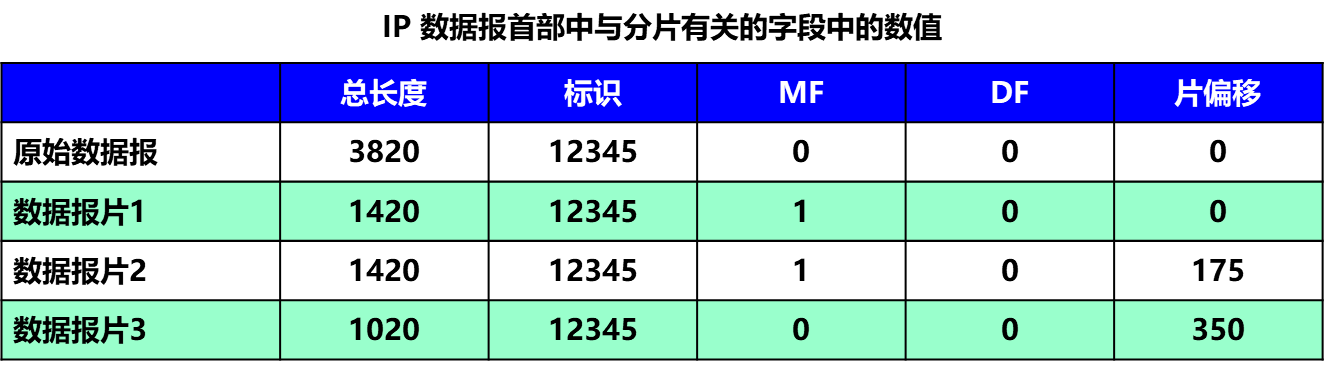 IP 数据报首部中与分片有关的字段中的数值
总长度 标识 MF DF 片偏移
原始数据报 3820 12345 0 0 0
数据报片1 1420 12345 1 0 0
数据报片2 1420 12345 1 0 175
数据报片3 1020 12345 0 0 350